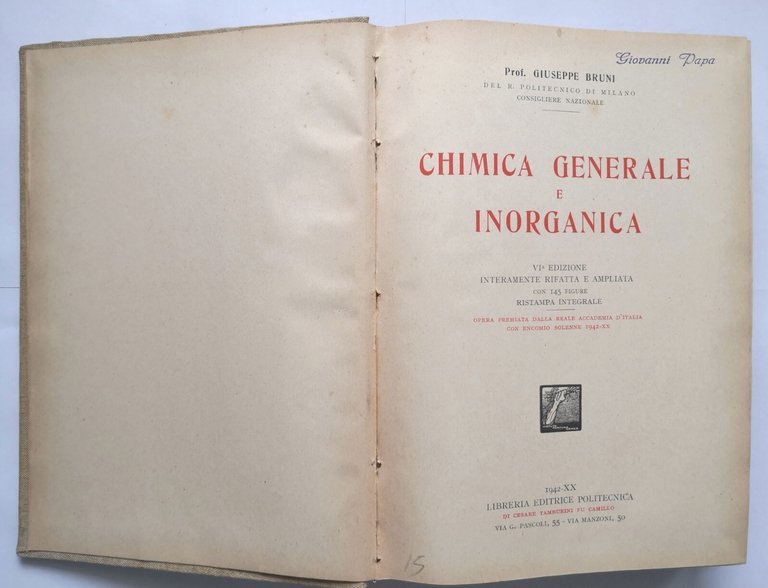 Giovanni Papa
Prof. GIUSEPPE BRUNI
DEL R. POLITECNICO DI MILANO
CONSIGLIERE NAZIONALE
CHIMICA GENERALE
E
INORGANICA
VIª EDIZIONE
INTERAMENTE RIFATTA E AMPLIATA
CON 145 FIGURE
RISTAMPA INTEGRALE
OPERA PREMIATA DALLA REALE ACCADEMIA D'ITALIA
CON ENCOMIO SOLENNE 1942-XX
1942-XX
LIBRERIA EDITRICE POLITECNICA
DI CESARE TAMBURINI FU CAMILLO
VIA G. PASCOLI, 55 - VIA MANZONI, 50
15